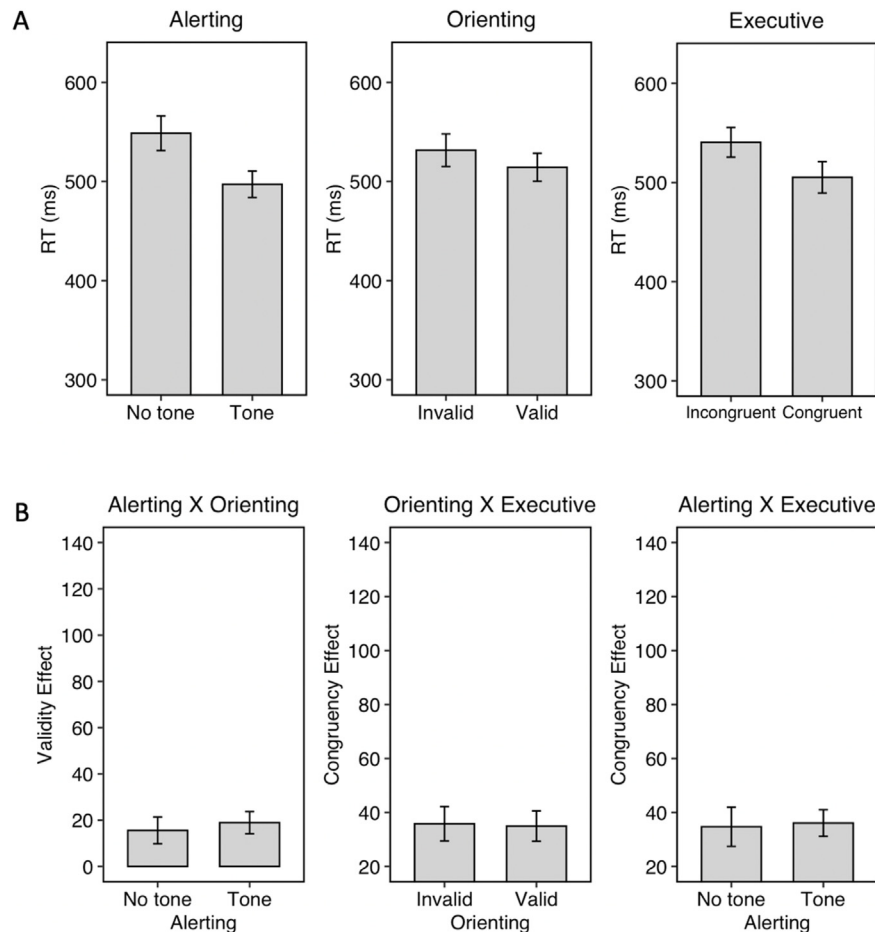 A
Alerting
Orienting
Executive
RT (ms)
600
500
400
300
No tone Tone
RT (ms)
600
500
400
300
Invalid Valid
RT (ms)
600
500
400
300
Incongruent Congruent
B
Alerting X Orienting
Orienting X Executive
Alerting X Executive
Validity Effect
140
120
100
80
60
40
20
0
No tone Tone
Alerting
Congruency Effect
140
120
100
80
60
40
20
Invalid Valid
Orienting
Congruency Effect
140
120
100
80
60
40
20
No tone Tone
Alerting